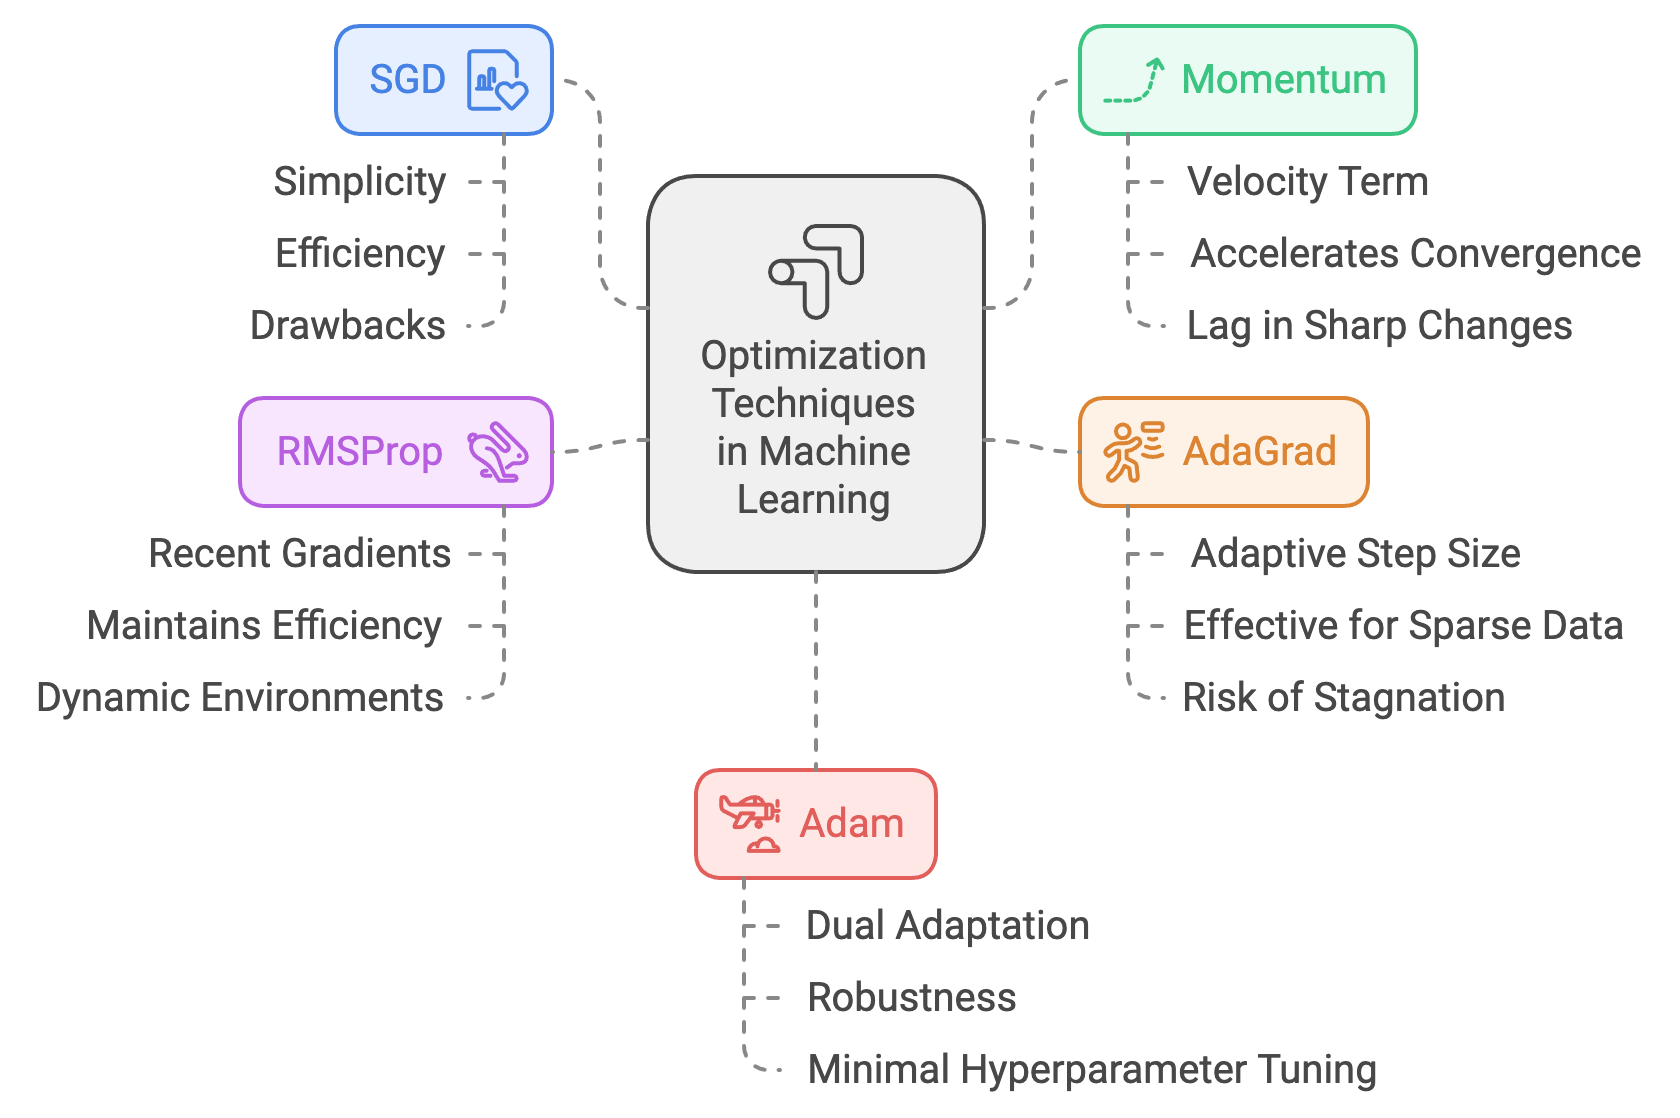 SGD
Simplicity
Efficiency
Drawbacks
Momentum
Velocity Term
Accelerates Convergence
Lag in Sharp Changes
Optimization
Techniques
in Machine
Learning
RMSProp
Recent Gradients
Maintains Efficiency
Dynamic Environments
AdaGrad
Adaptive Step Size
Effective for Sparse Data
Risk of Stagnation
Adam
Dual Adaptation
Robustness
Minimal Hyperparameter Tuning